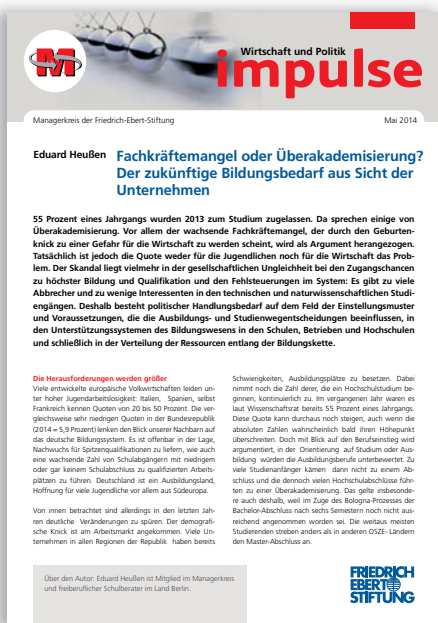 M
Wirtschaft und Politik
impulse
Managerkreis der Friedrich-Ebert-Stiftung
Mai 2014
Eduard Heußen
Fachkräftemangel oder Überakademisierung?
Der zukünftige Bildungsbedarf aus Sicht der
Unternehmen
55 Prozent eines Jahrgangs wurden 2013 zum Studium zugelassen. Da sprechen einige von
Überakademisierung. Vor allem der wachsende Fachkräftemangel, der durch den Geburten-
knick zu einer Gefahr für die Wirtschaft zu werden scheint, wird als Argument herangezogen.
Tatsächlich ist jedoch die Quote weder für die Jugendlichen noch für die Wirtschaft das Prob-
lem. Der Skandal liegt vielmehr in der gesellschaftlichen Ungleichheit bei den Zugangschancen
zu höchster Bildung und Qualifikation und den Fehlsteuerungen im System: Es gibt zu viele
Abbrecher und zu wenige Interessenten in den technischen und naturwissenschaftlichen Studi-
engängen. Deshalb besteht politischer Handlungsbedarf auf dem Feld der Einstellungsmuster
und Voraussetzungen, die die Ausbildungs- und Studienwegentscheidungen beeinflussen, in
den Unterstützungssystemen des Bildungswesens in den Schulen, Betrieben und Hochschulen
und schließlich in der Verteilung der Ressourcen entlang der Bildungskette.
Die Herausforderungen werden größer
Viele entwickelte europäische Volkwirtschaften leiden un-
ter hoher Jugendarbeitslosigkeit: Italien, Spanien, selbst
Frankreich kennen Quoten von 20 bis 50 Prozent. Die ver-
gleichsweise sehr niedrigen Quoten in der Bundesrepublik
(2014 = 5,9 Prozent) lenken den Blick unserer Nachbarn auf
das deutsche Bildungssystem. Es ist offenbar in der Lage,
Nachwuchs für Spitzenqualifikationen zu liefern, wie auch
eine wachsende Zahl von Schulabgängern mit niedrigem
oder gar keinem Schulabschluss zu qualifizierten Arbeits-
plätzen zu führen. Deutschland ist ein Ausbildungsland,
Hoffnung für viele Jugendliche vor allem aus Südeuropa.
Von innen betrachtet sind allerdings in den letzten Jah-
ren deutliche Veränderungen zu spüren. Der demografi-
sche Knick ist am Arbeitsmarkt angekommen. Viele Un-
ternehmen in allen Regionen der Republik haben bereits
Schwierigkeiten, Ausbildungsplätze zu besetzen. Dabei
nimmt noch die Zahl derer, die ein Hochschulstudium be-
ginnen, kontinuierlich zu. Im vergangenen Jahr waren es
laut Wissenschaftsrat bereits 55 Prozent eines Jahrgangs.
Diese Quote kann durchaus noch steigen, auch wenn die
absoluten Zahlen wahrscheinlich bald ihren Höhepunkt
überschreiten. Doch mit Blick auf den Berufseinstieg wird
argumentiert, in der Orientierung auf Studium oder Aus-
bildung würden die Ausbildungsberufe unterbewertet. Zu
viele Studienanfänger kämen dann nicht zu einem Ab-
schluss und die dennoch vielen Hochschulabschlüsse führ-
ten zu einer Überakademisierung. Das gelte insbesonde-
re auch deshalb, weil im Zuge des Bologna-Prozesses der
Bachelor-Abschluss nach sechs Semestern noch nicht aus-
reichend angenommen worden sei. Die weitaus meisten
Studierenden streben anders als in anderen OSZE- Ländern
den Master-Abschluss an.
Über den Autor: Eduard Heußen ist Mitglied im Managerkreis
und freiberuflicher Schulberater im Land Berlin.
FRIEDRICH
EBERT
STIFTUNG